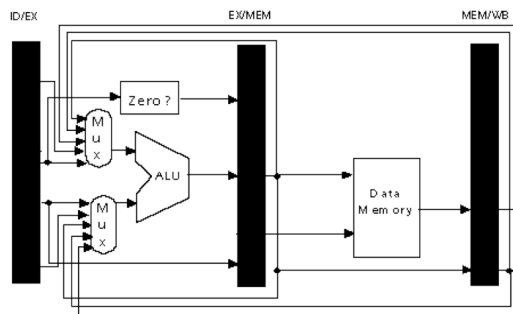 ID/EX EX/MEM MEM/WB
Zero?
M
u
x
ALU
M
u
x
Data
Memory